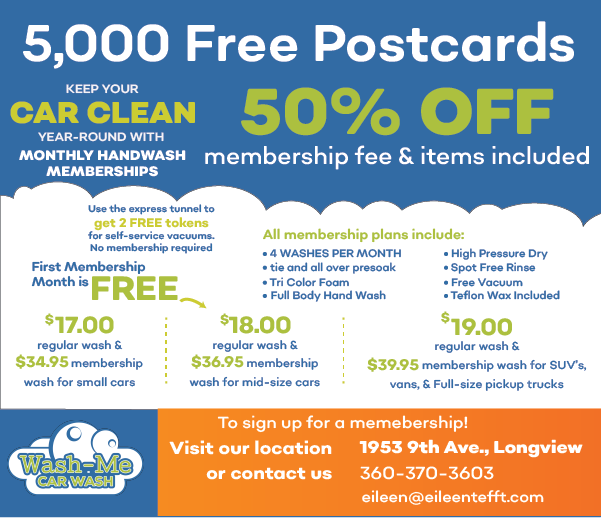 5,000 Free Postcards
KEEP YOUR
CAR CLEAN
YEAR-ROUND WITH
MONTHLY HANDWASH
MEMBERSHIPS
50% OFF
membership fee & items included
Use the express tunnel to
get 2 FREE tokens
for self-service vacuums.
No membership required
First Membership
Month is FREE
All membership plans include:
• 4 WASHES PER MONTH
• tie and all over presoak
• Tri Color Foam
• Full Body Hand Wash
• High Pressure Dry
• Spot Free Rinse
• Free Vacuum
• Teflon Wax Included
$17.00
regular wash &
$34.95 membership
wash for small cars
$18.00
regular wash &
$36.95 membership
wash for mid-size cars
$19.00
regular wash &
$39.95 membership wash for SUV's,
vans, & Full-size pickup trucks
Wash-Me
CAR WASH
To sign up for a memebership!
Visit our location
or contact us
1953 9th Ave., Longview
360-370-3603
eileen@eileentefft.com